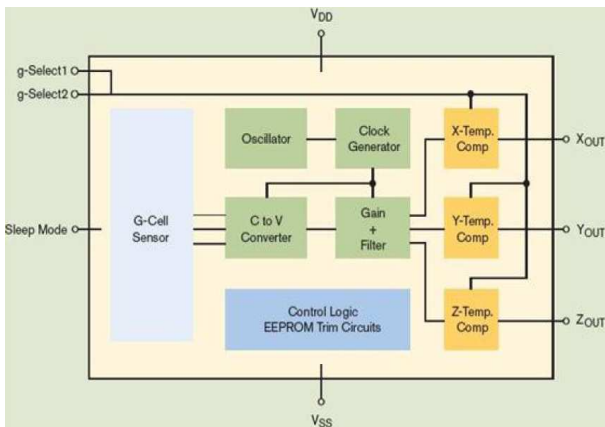 VDD
g-Select1
g-Select2
Oscillator
Clock
Generator
X-Temp.
Comp
XOUT
Sleep Mode
G-Cell
Sensor
C to V
Converter
Gain
+
Filter
Y-Temp.
Comp
YOUT
Control Logic
EEPROM Trim Circuits
Z-Temp.
Comp
ZOUT
VSS